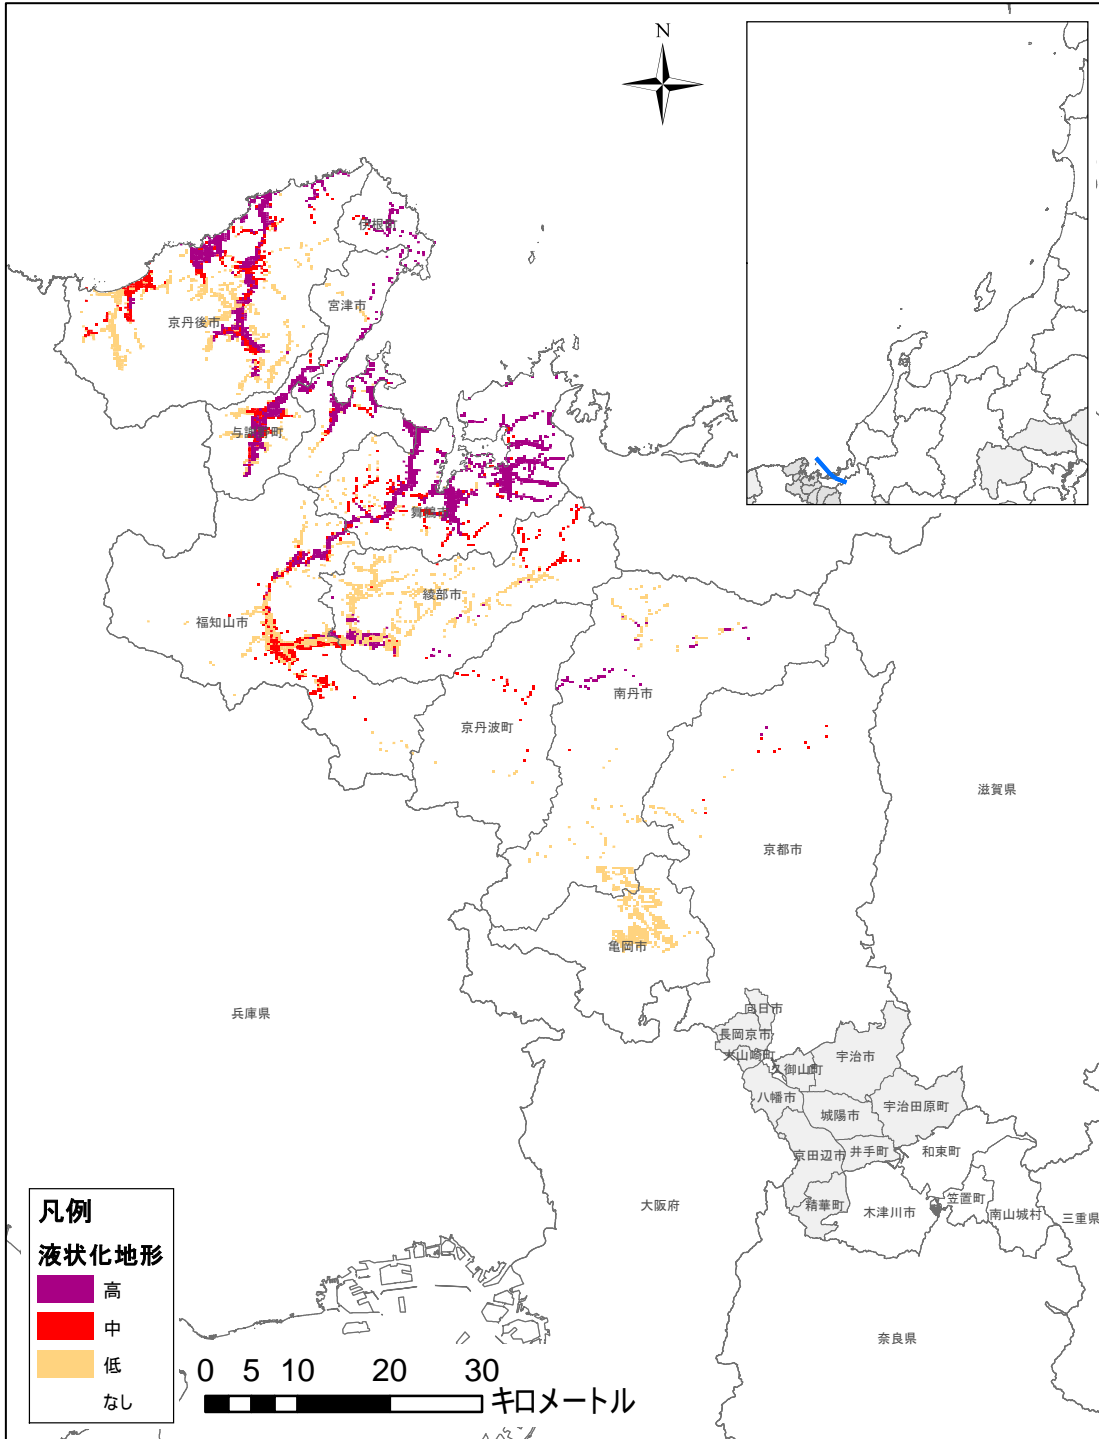 N
伊根町
宮津市
京丹後市
与謝野町
舞鶴市
綾部市
福知山市
南丹市
京丹波町
滋賀県
京都市
亀岡市
兵庫県
向日市
長岡京市
大山崎町
久御山町
宇治市
八幡市
城陽市
宇治田原町
京田辺市
井手町
和束町
精華町
木津川市
笠置町
南山城村
三重県
大阪府
奈良県
凡例
液状化地形
高
中
低
なし
0 5 10 20 30
キロメートル